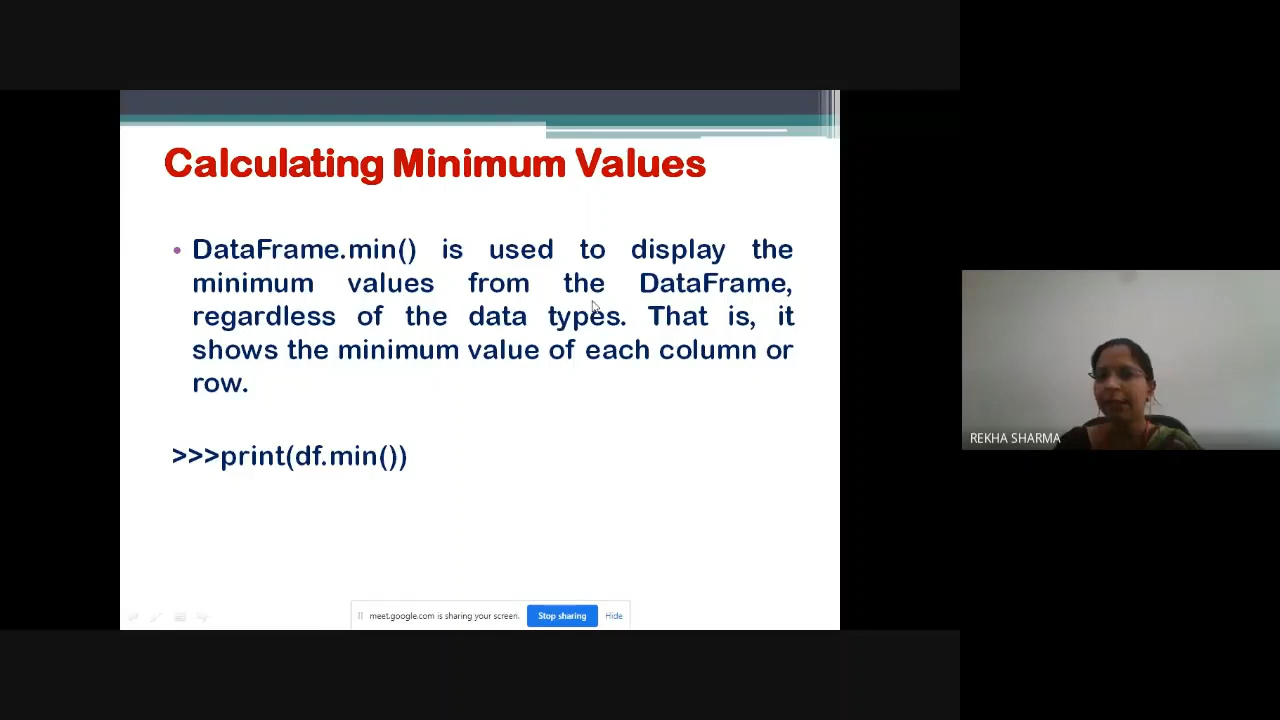 Calculating Minimum Values
• DataFrame.min() is used to display the
minimum values from the DataFrame,
regardless of the data types. That is, it
shows the minimum value of each column or
row.
>>>print(df.min())
REKHA SHARMA
meet.google.com is sharing your screen. Stop sharing Hide